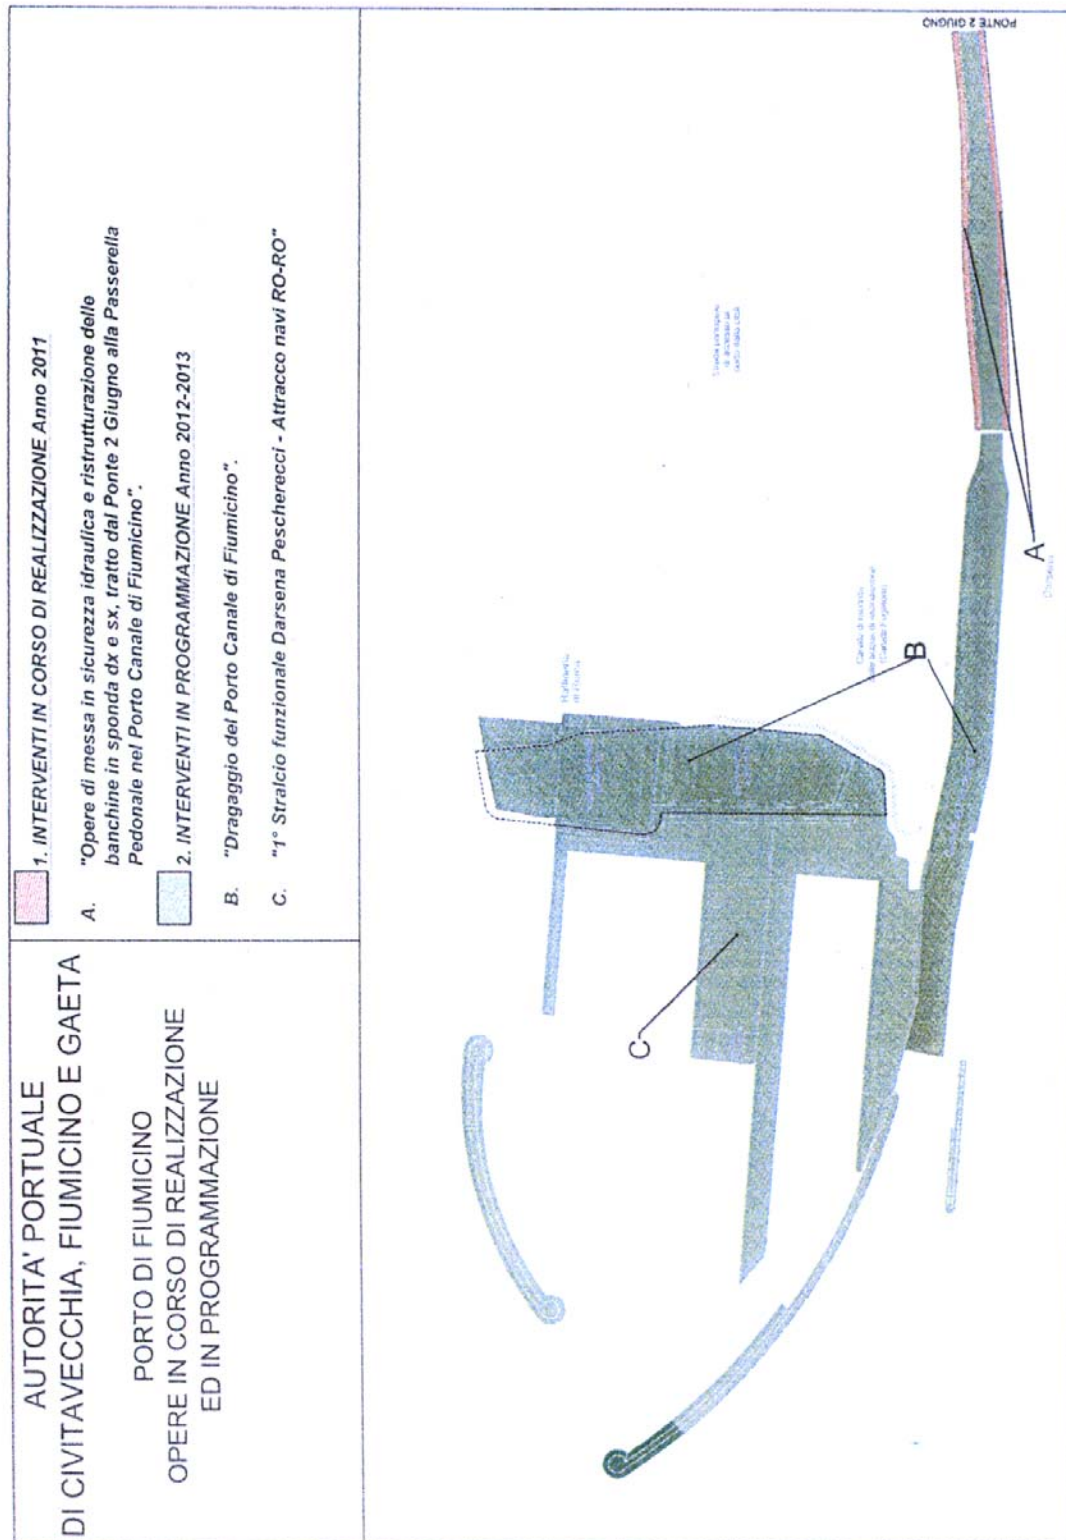 AUTORITA' PORTUALE
DI CIVITAVECCHIA, FIUMICINO E GAETA
PORTO DI FIUMICINO
OPERE IN CORSO DI REALIZZAZIONE
ED IN PROGRAMMAZIONE
1. INTERVENTI IN CORSO DI REALIZZAZIONE Anno 2011
A. "Opere di messa in sicurezza idraulica e ristrutturazione delle
banchine in sponda dx e sx, tratto dal Ponte 2 Giugno alla Passerella
Pedonale nel Porto Canale di Fiumicino".
2. INTERVENTI IN PROGRAMMAZIONE Anno 2012-2013
B. "Dragaggio del Porto Canale di Fiumicino".
C. "1° Stralcio funzionale Darsena Pescherecci - Attracco navi RO-RO"
PONTE 2 GIUGNO
C
B
A
Darsena